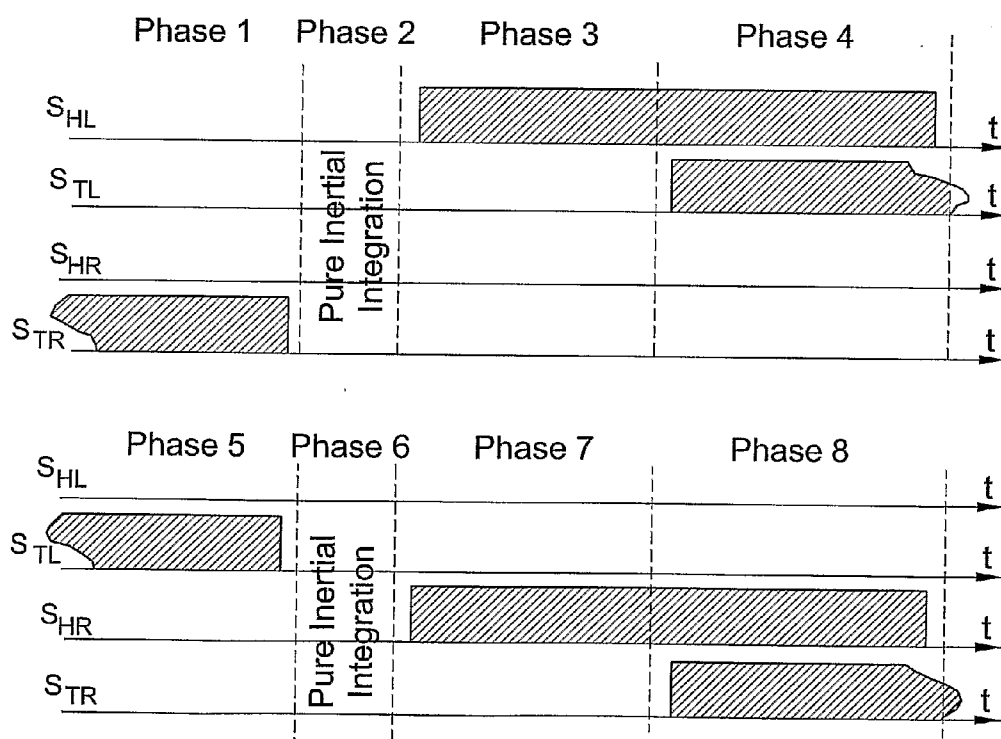 Phase 1 Phase 2 Phase 3 Phase 4
S_HL t
S_TL t
S_HR t
S_TR t
Pure Inertial
Integration
Phase 5 Phase 6 Phase 7 Phase 8
S_HL t
S_TL t
S_HR t
S_TR t
Pure Inertial
Integration